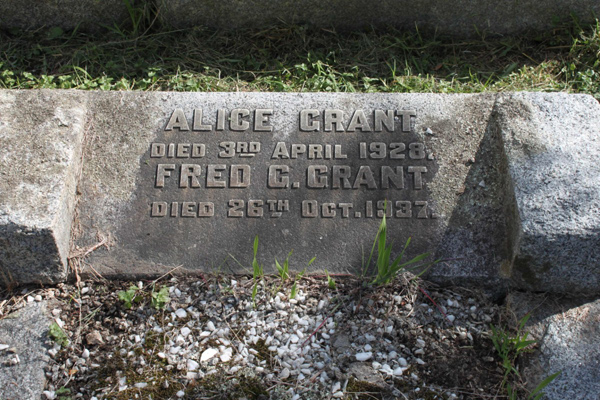 ALICE GRANT
DIED 3RD APRIL 1928.
FRED G. GRANT
DIED 26TH OCT. 1937.